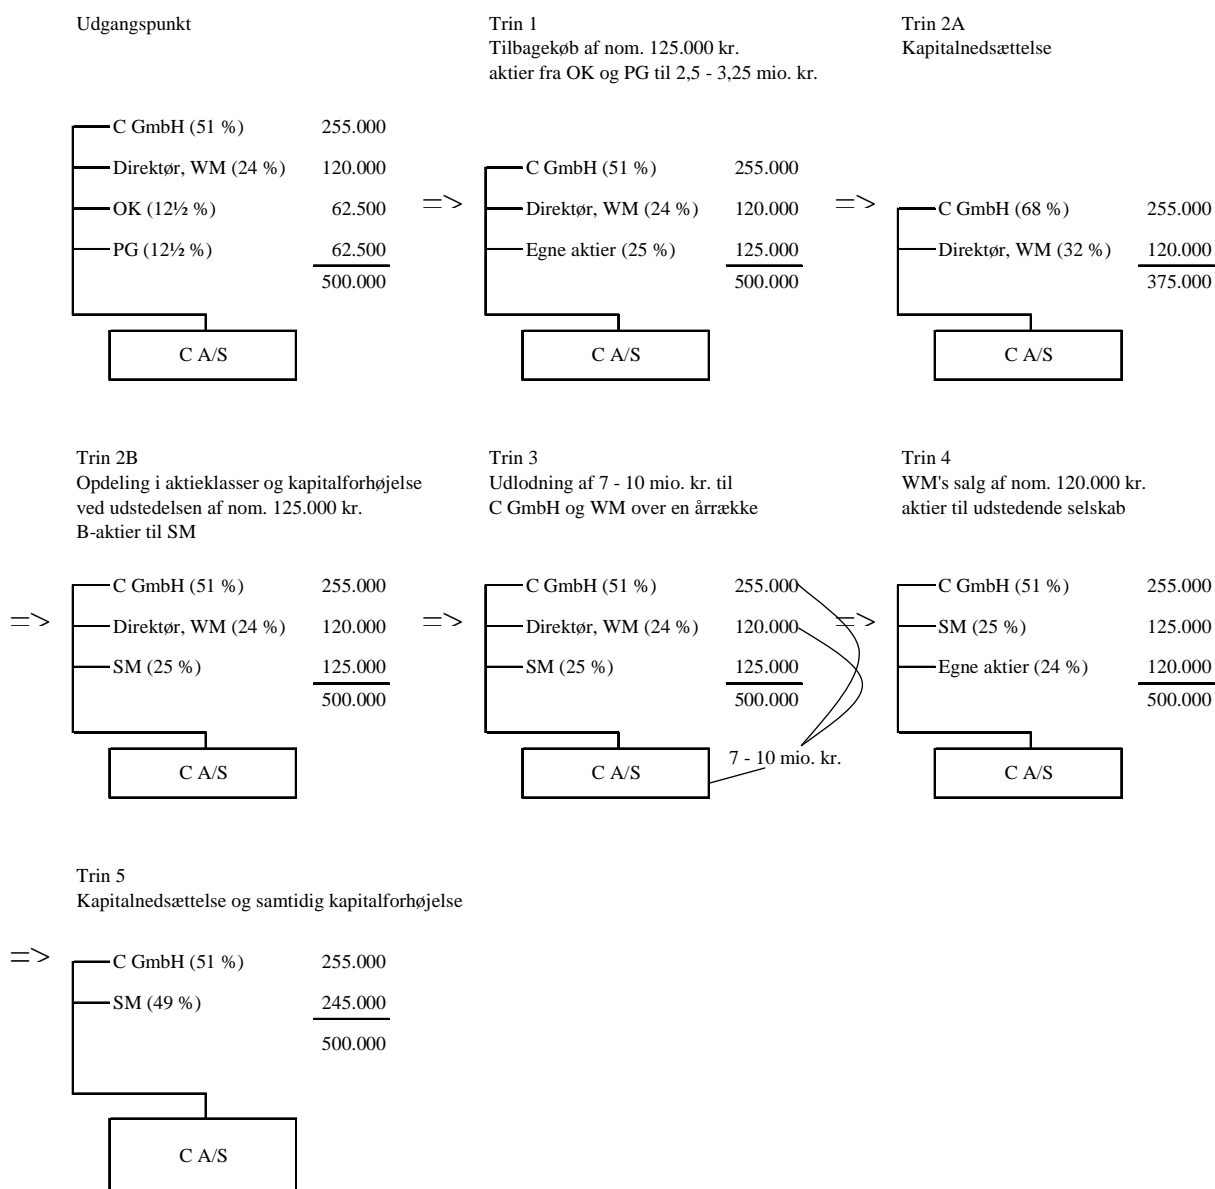 Udgangspunkt
C GmbH (51 %) 255.000
Direktør, WM (24 %) 120.000
OK (12½ %) 62.500
PG (12½ %) 62.500
500.000
C A/S
=>
Trin 1
Tilbagekøb af nom. 125.000 kr.
aktier fra OK og PG til 2,5 - 3,25 mio. kr.
C GmbH (51 %) 255.000
Direktør, WM (24 %) 120.000
Egne aktier (25 %) 125.000
500.000
C A/S
=>
Trin 2A
Kapitalnedsættelse
C GmbH (68 %) 255.000
Direktør, WM (32 %) 120.000
375.000
C A/S
=>
Trin 2B
Opdeling i aktieklasser og kapitalforhøjelse
ved udstedelsen af nom. 125.000 kr.
B-aktier til SM
C GmbH (51 %) 255.000
Direktør, WM (24 %) 120.000
SM (25 %) 125.000
500.000
C A/S
=>
Trin 3
Udlodning af 7 - 10 mio. kr. til
C GmbH og WM over en årrække
C GmbH (51 %) 255.000
Direktør, WM (24 %) 120.000
SM (25 %) 125.000
500.000
7 - 10 mio. kr.
C A/S
=>
Trin 4
WM's salg af nom. 120.000 kr.
aktier til udstedende selskab
C GmbH (51 %) 255.000
SM (25 %) 125.000
Egne aktier (24 %) 120.000
500.000
C A/S
=>
Trin 5
Kapitalnedsættelse og samtidig kapitalforhøjelse
C GmbH (51 %) 255.000
SM (49 %) 245.000
500.000
C A/S